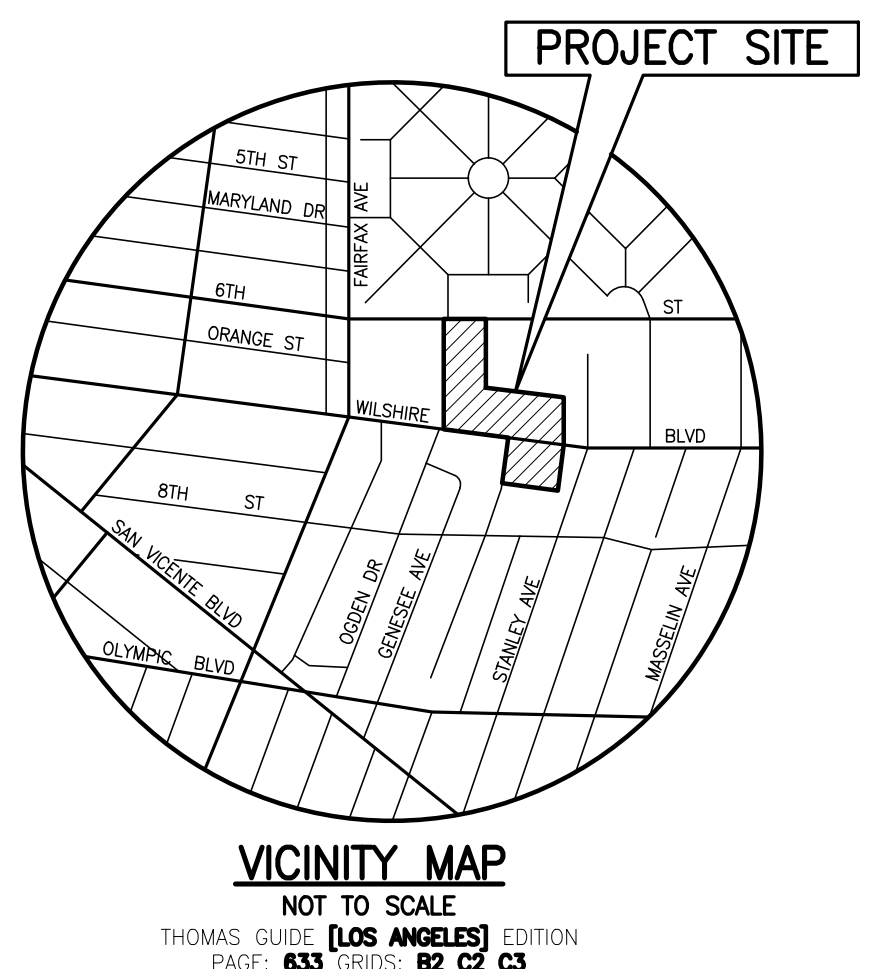 PROJECT SITE
5TH ST
MARYLAND DR
FAIRFAX AVE
6TH
ST
ORANGE ST
WILSHIRE
BLVD
8TH ST
SAN VICENTE BLVD
OGDEN DR
GENESEE AVE
STANLEY AVE
MASSELIN AVE
OLYMPIC BLVD
VICINITY MAP
NOT TO SCALE
THOMAS GUIDE [LOS ANGELES] EDITION
PAGE: 633 GRIDS: B2 C2 C3